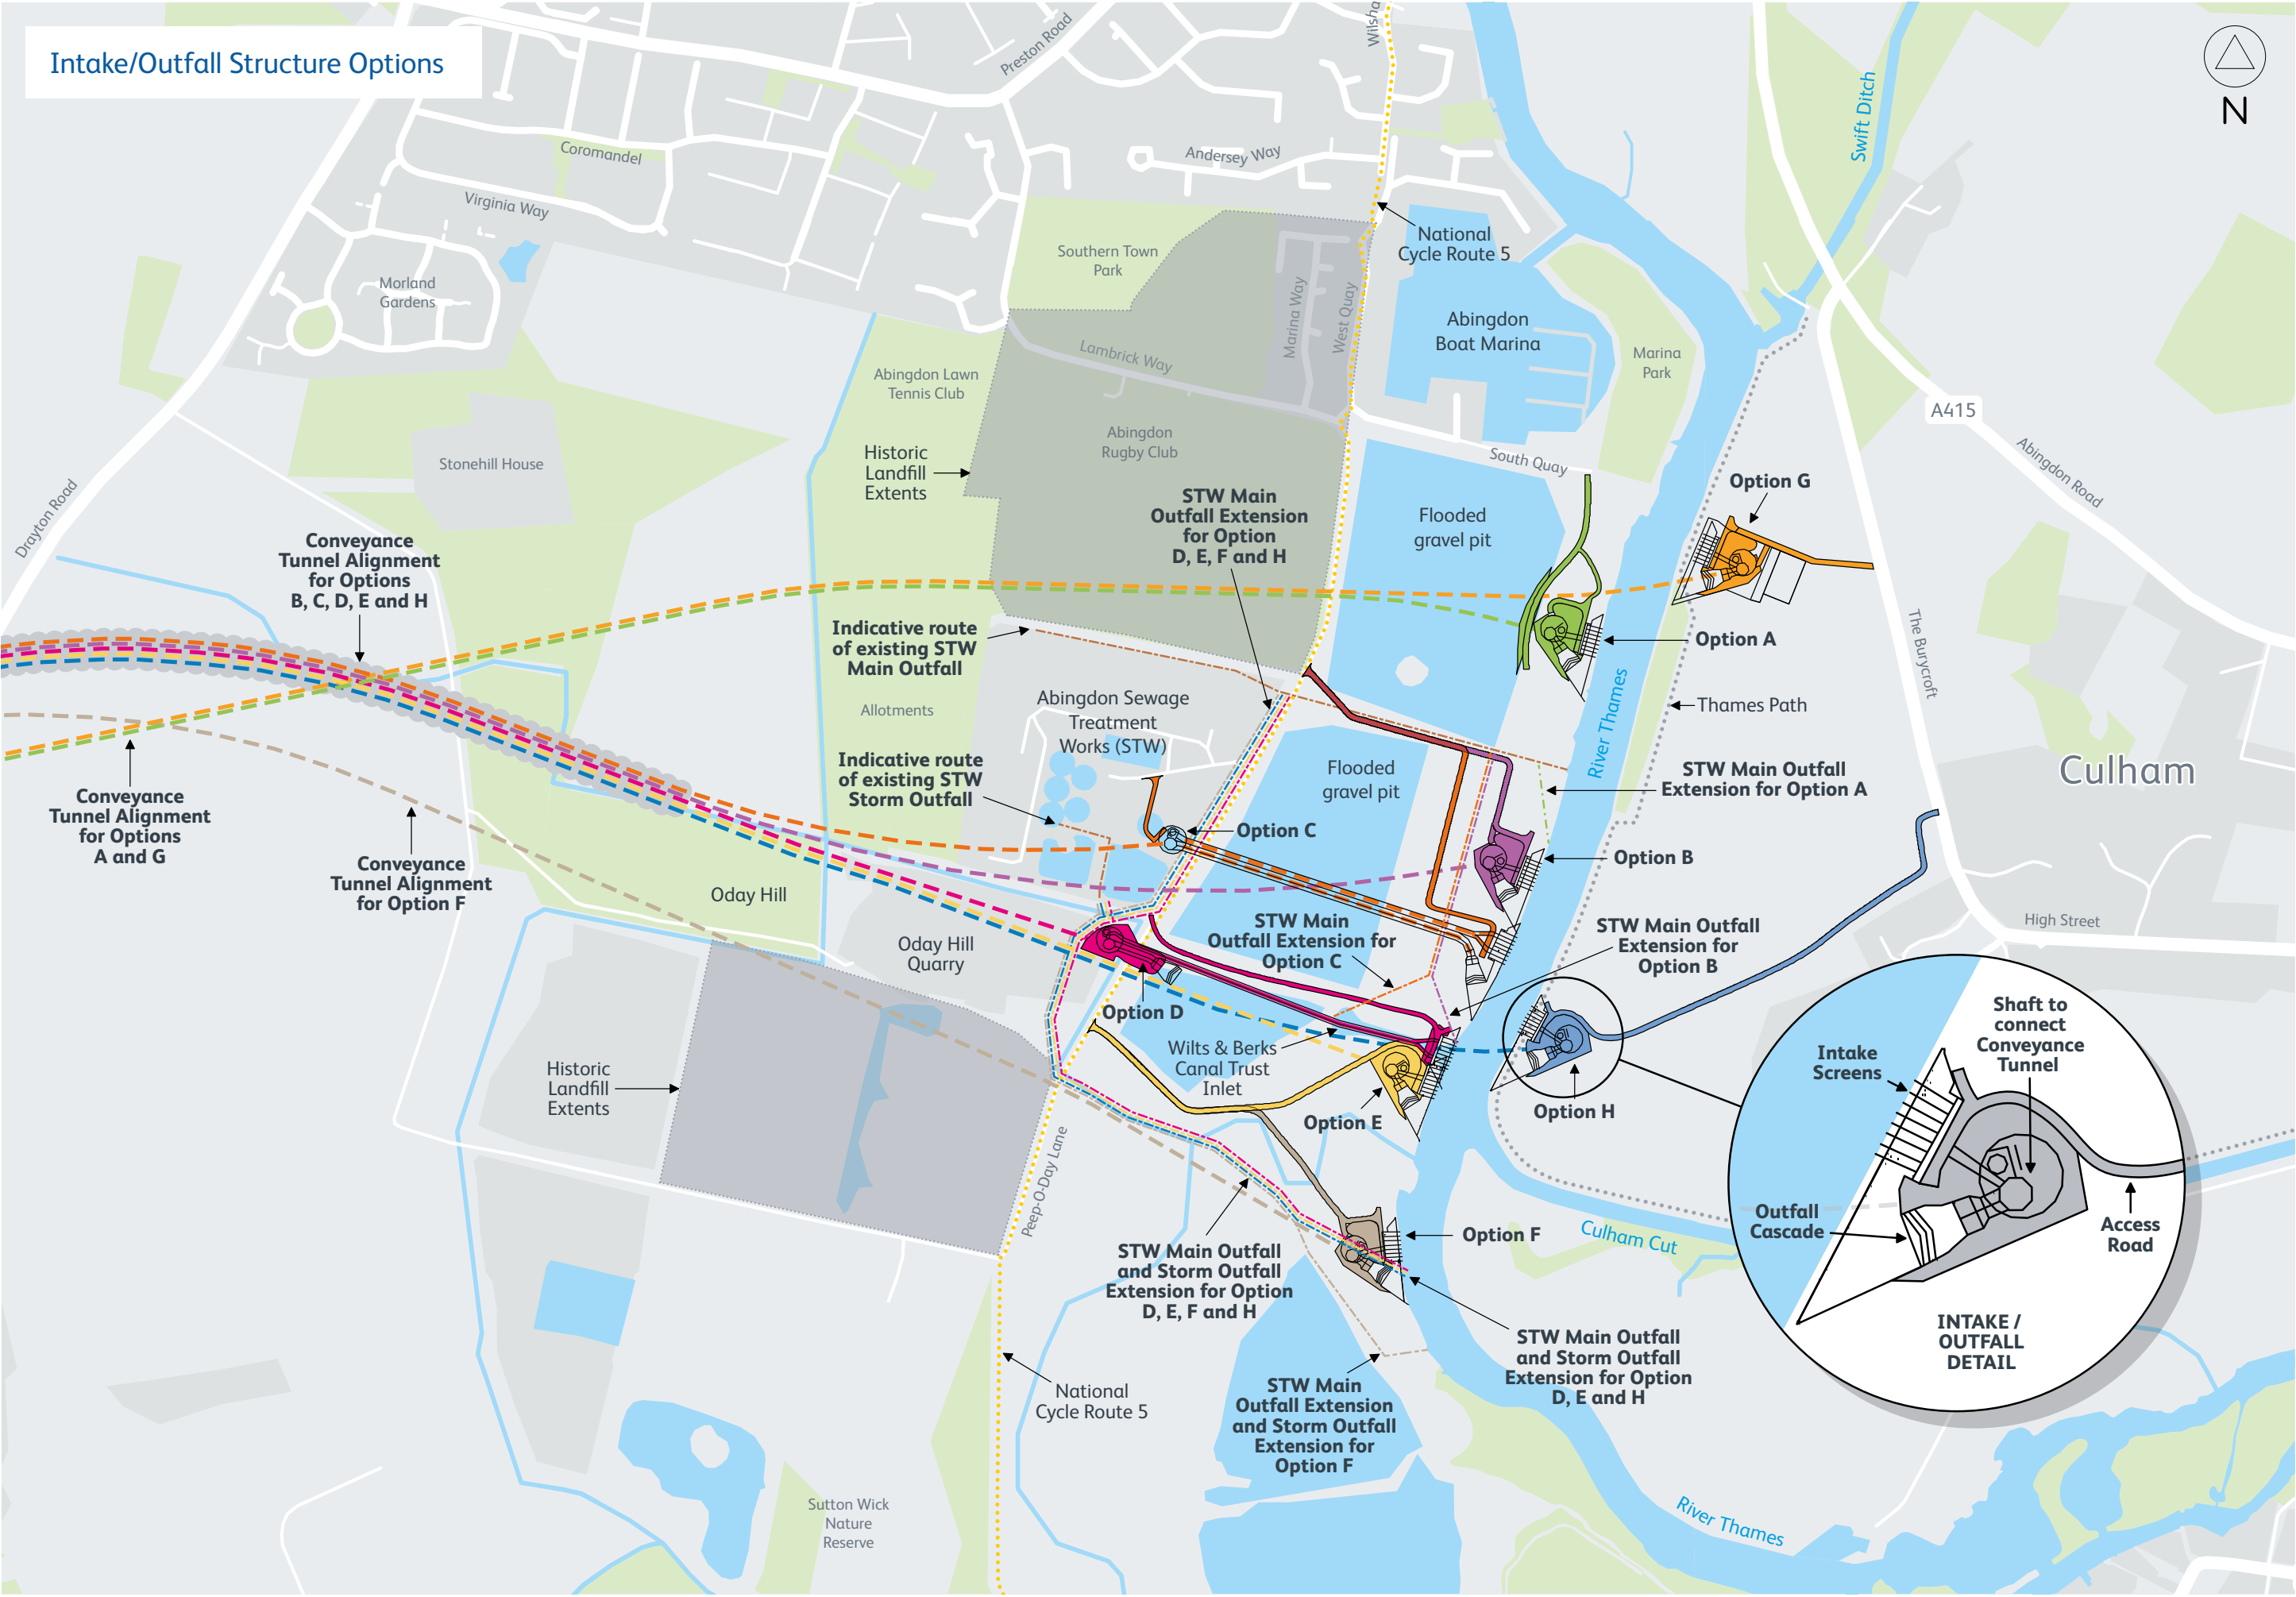 Intake/Outfall Structure Options
Preston Road
Wilsha
Swift Ditch
N
Coromandel
Andersey Way
Virginia Way
National
Cycle Route 5
Southern Town
Park
Morland
Gardens
Marina Way
West Quay
Abingdon
Boat Marina
Lambrick Way
Marina
Park
Abingdon Lawn
Tennis Club
A415
Abingdon
Rugby Club
Stonehill House
Historic
Landfill
Extents
South Quay
Abingdon Road
Drayton Road
Option G
STW Main
Outfall Extension
for Option
D, E, F and H
Flooded
gravel pit
Conveyance
Tunnel Alignment
for Options
B, C, D, E and H
Indicative route
of existing STW
Main Outfall
Option A
The Burycroft
River Thames
Thames Path
Allotments
Abingdon Sewage
Treatment
Works (STW)
Indicative route
of existing STW
Storm Outfall
Flooded
gravel pit
STW Main Outfall
Extension for Option A
Culham
Conveyance
Tunnel Alignment
for Options
A and G
Option C
Option B
Conveyance
Tunnel Alignment
for Option F
Oday Hill
Oday Hill
Quarry
STW Main
Outfall Extension for
Option C
STW Main Outfall
Extension for
Option B
High Street
Option D
Wilts & Berks
Canal Trust
Inlet
Historic
Landfill
Extents
Option E
Option H
Shaft to
connect
Conveyance
Tunnel
Intake
Screens
Outfall
Cascade
Access
Road
INTAKE /
OUTFALL
DETAIL
Peep-O-Day Lane
Option F
Culham Cut
STW Main Outfall
and Storm Outfall
Extension for Option
D, E, F and H
STW Main Outfall
and Storm Outfall
Extension for Option
D, E and H
National
Cycle Route 5
STW Main
Outfall Extension
and Storm Outfall
Extension for
Option F
Sutton Wick
Nature
Reserve
River Thames